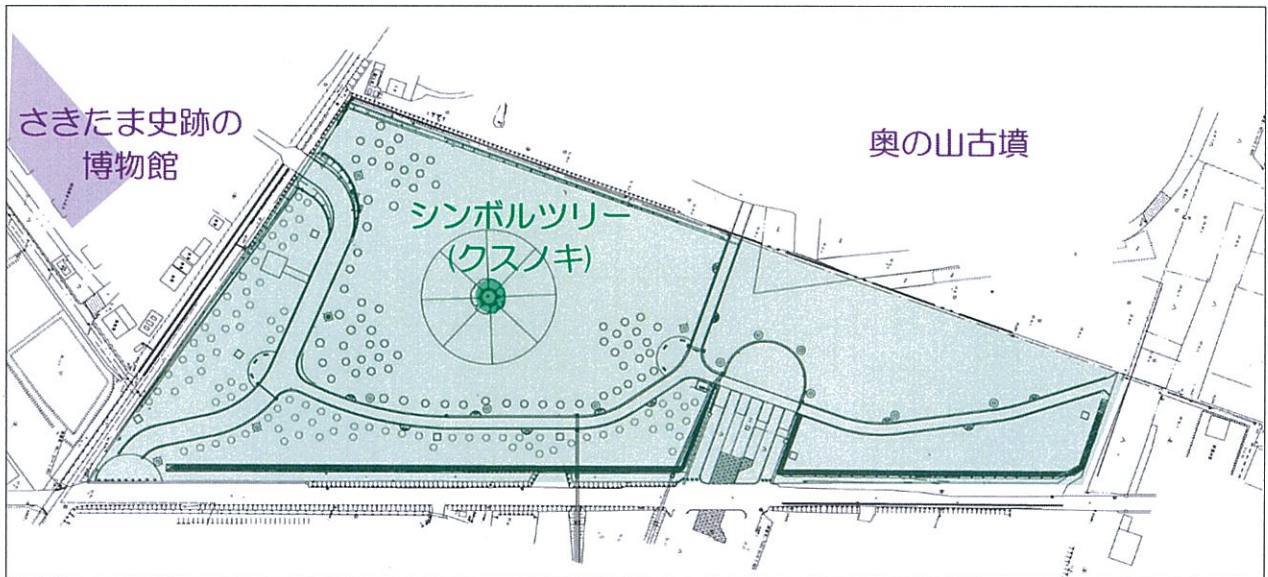 さきたま史跡の
博物館
奥の山古墳
シンボルツリー
(クスノキ)